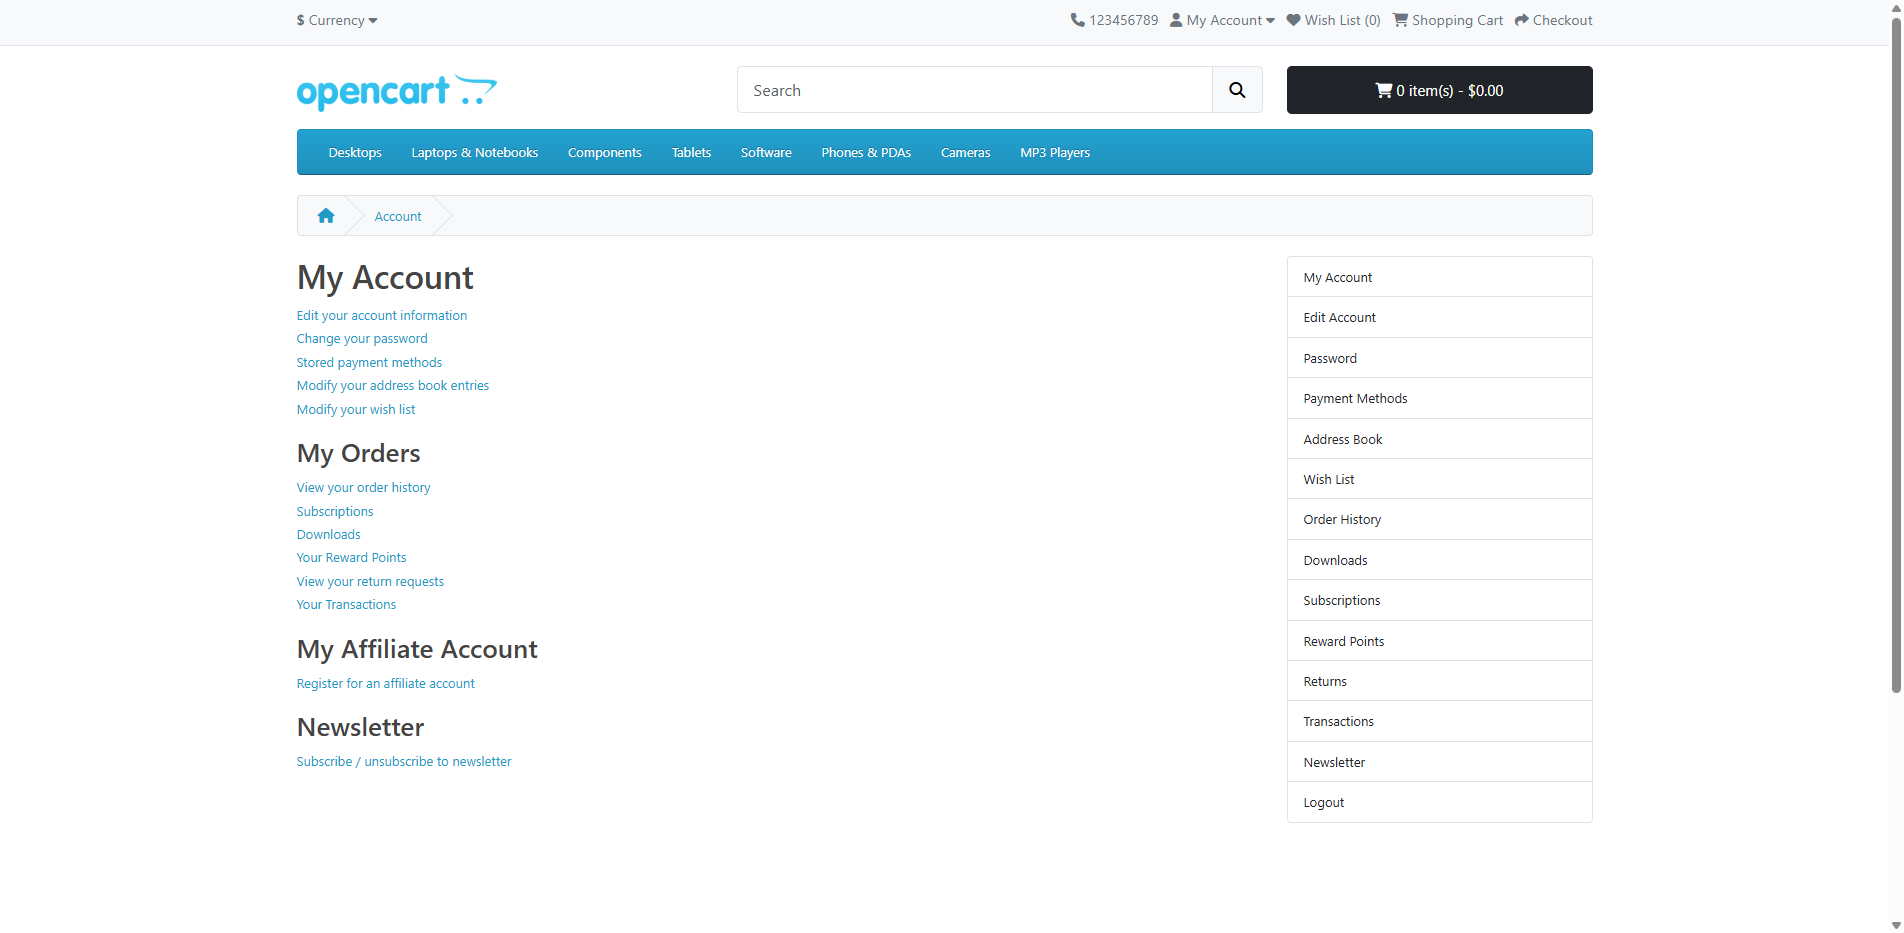 $ Currency
123456789 My Account Wish List (0) Shopping Cart Checkout
opencart
Search
0 item(s) - $0.00
Desktops Laptops & Notebooks Components Tablets Software Phones & PDAs Cameras MP3 Players
Account
My Account
Edit your account information
Change your password
Stored payment methods
Modify your address book entries
Modify your wish list
My Orders
View your order history
Subscriptions
Downloads
Your Reward Points
View your return requests
Your Transactions
My Affiliate Account
Register for an affiliate account
Newsletter
Subscribe / unsubscribe to newsletter
My Account
Edit Account
Password
Payment Methods
Address Book
Wish List
Order History
Downloads
Subscriptions
Reward Points
Returns
Transactions
Newsletter
Logout